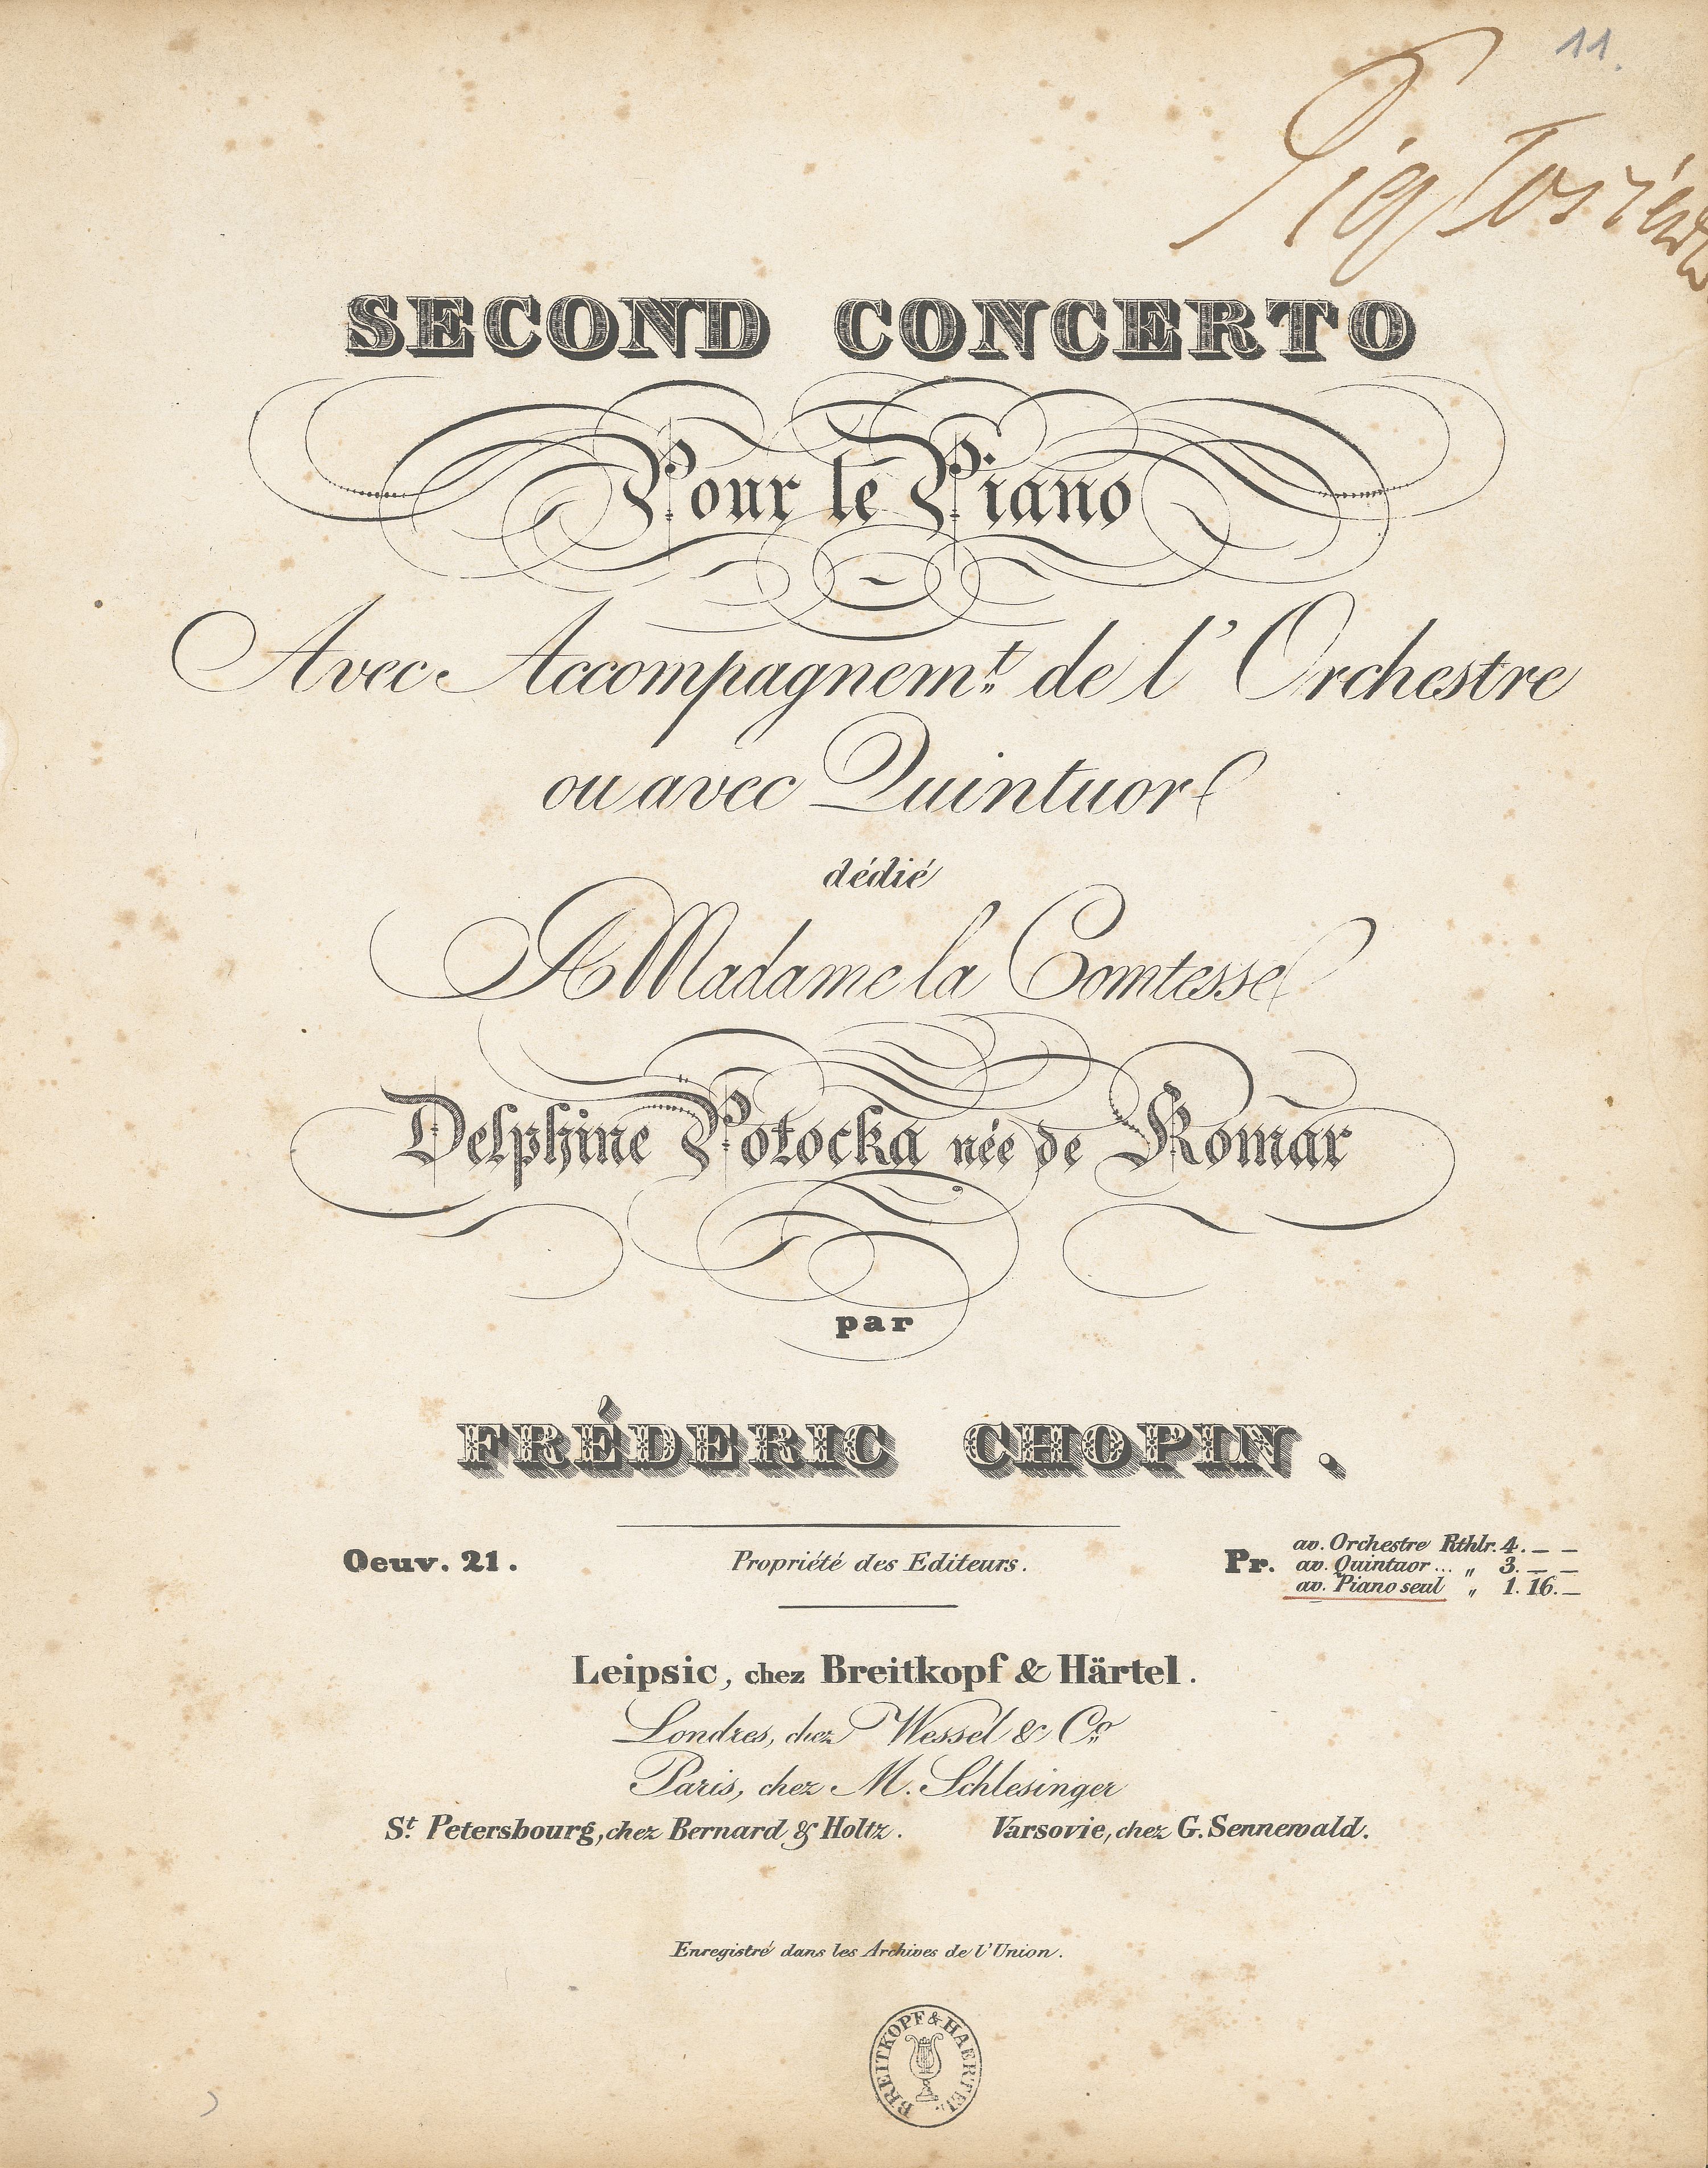 11.
SECOND CONCERTO
Pour le Piano
Avec Accompagnem.t de l'Orchestre
ou avec Quintuor
dédié
A Madame la Comtesse
Delphine Potocka née de Komar
par
FRÉDERIC CHOPIN.
Oeuv. 21.
Propriété des Editeurs.
Pr. av. Orchestre Rthlr. 4. _ _
av. Quintuor ... „ 3. _ _
av. Piano seul „ 1. 16. _
Leipsic, chez Breitkopf & Härtel.
Londres, chez Wessel & Co.
Paris, chez M. Schlesinger
St. Petersbourg, chez Bernard & Holtz. Varsovie, chez G. Sennewald.
Enregistré dans les Archives de l'Union.
BREITKOPF & HAERTEL